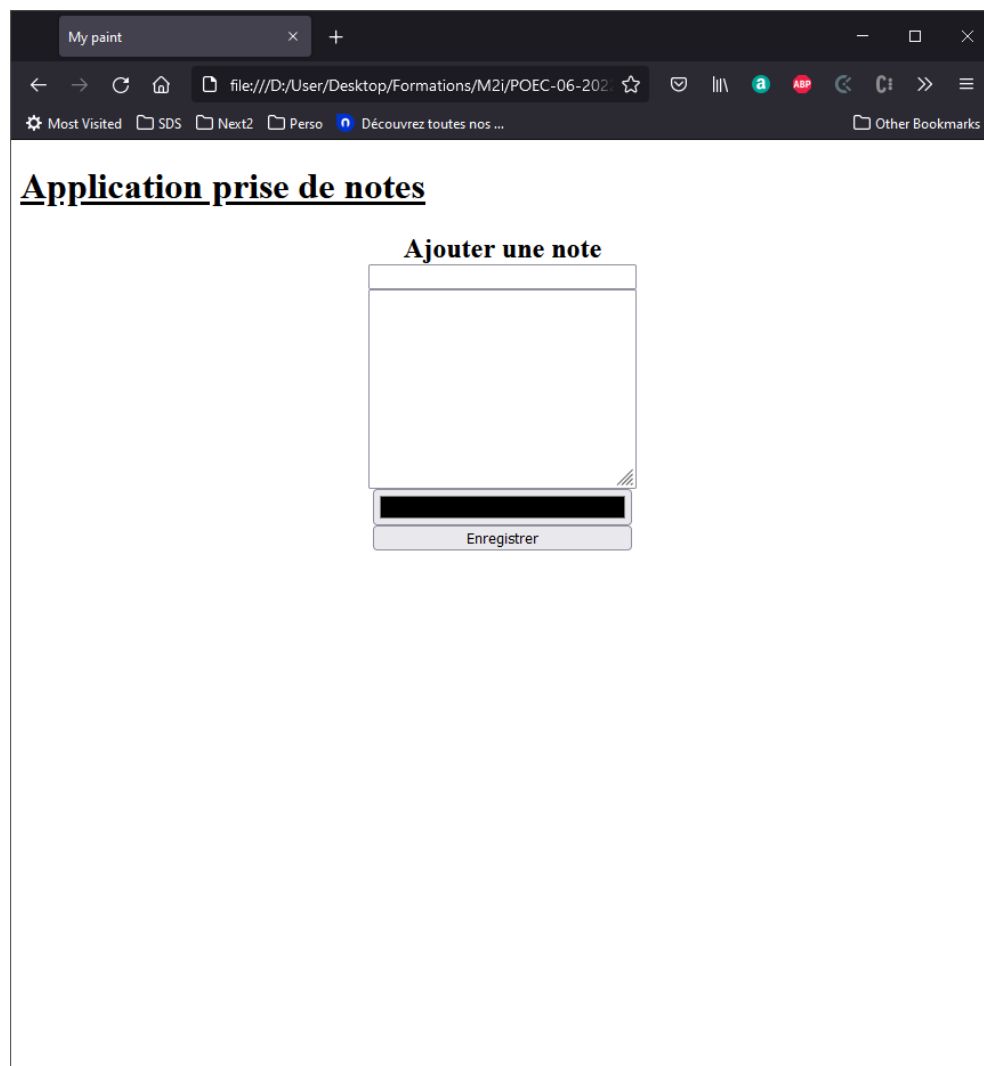 My paint
file:///D:/User/Desktop/Formations/M2i/POEC-06-202
ABP
Most Visited SDS Next2 Perso Découvrez toutes nos ... Other Bookmarks
Application prise de notes
Ajouter une note
Enregistrer